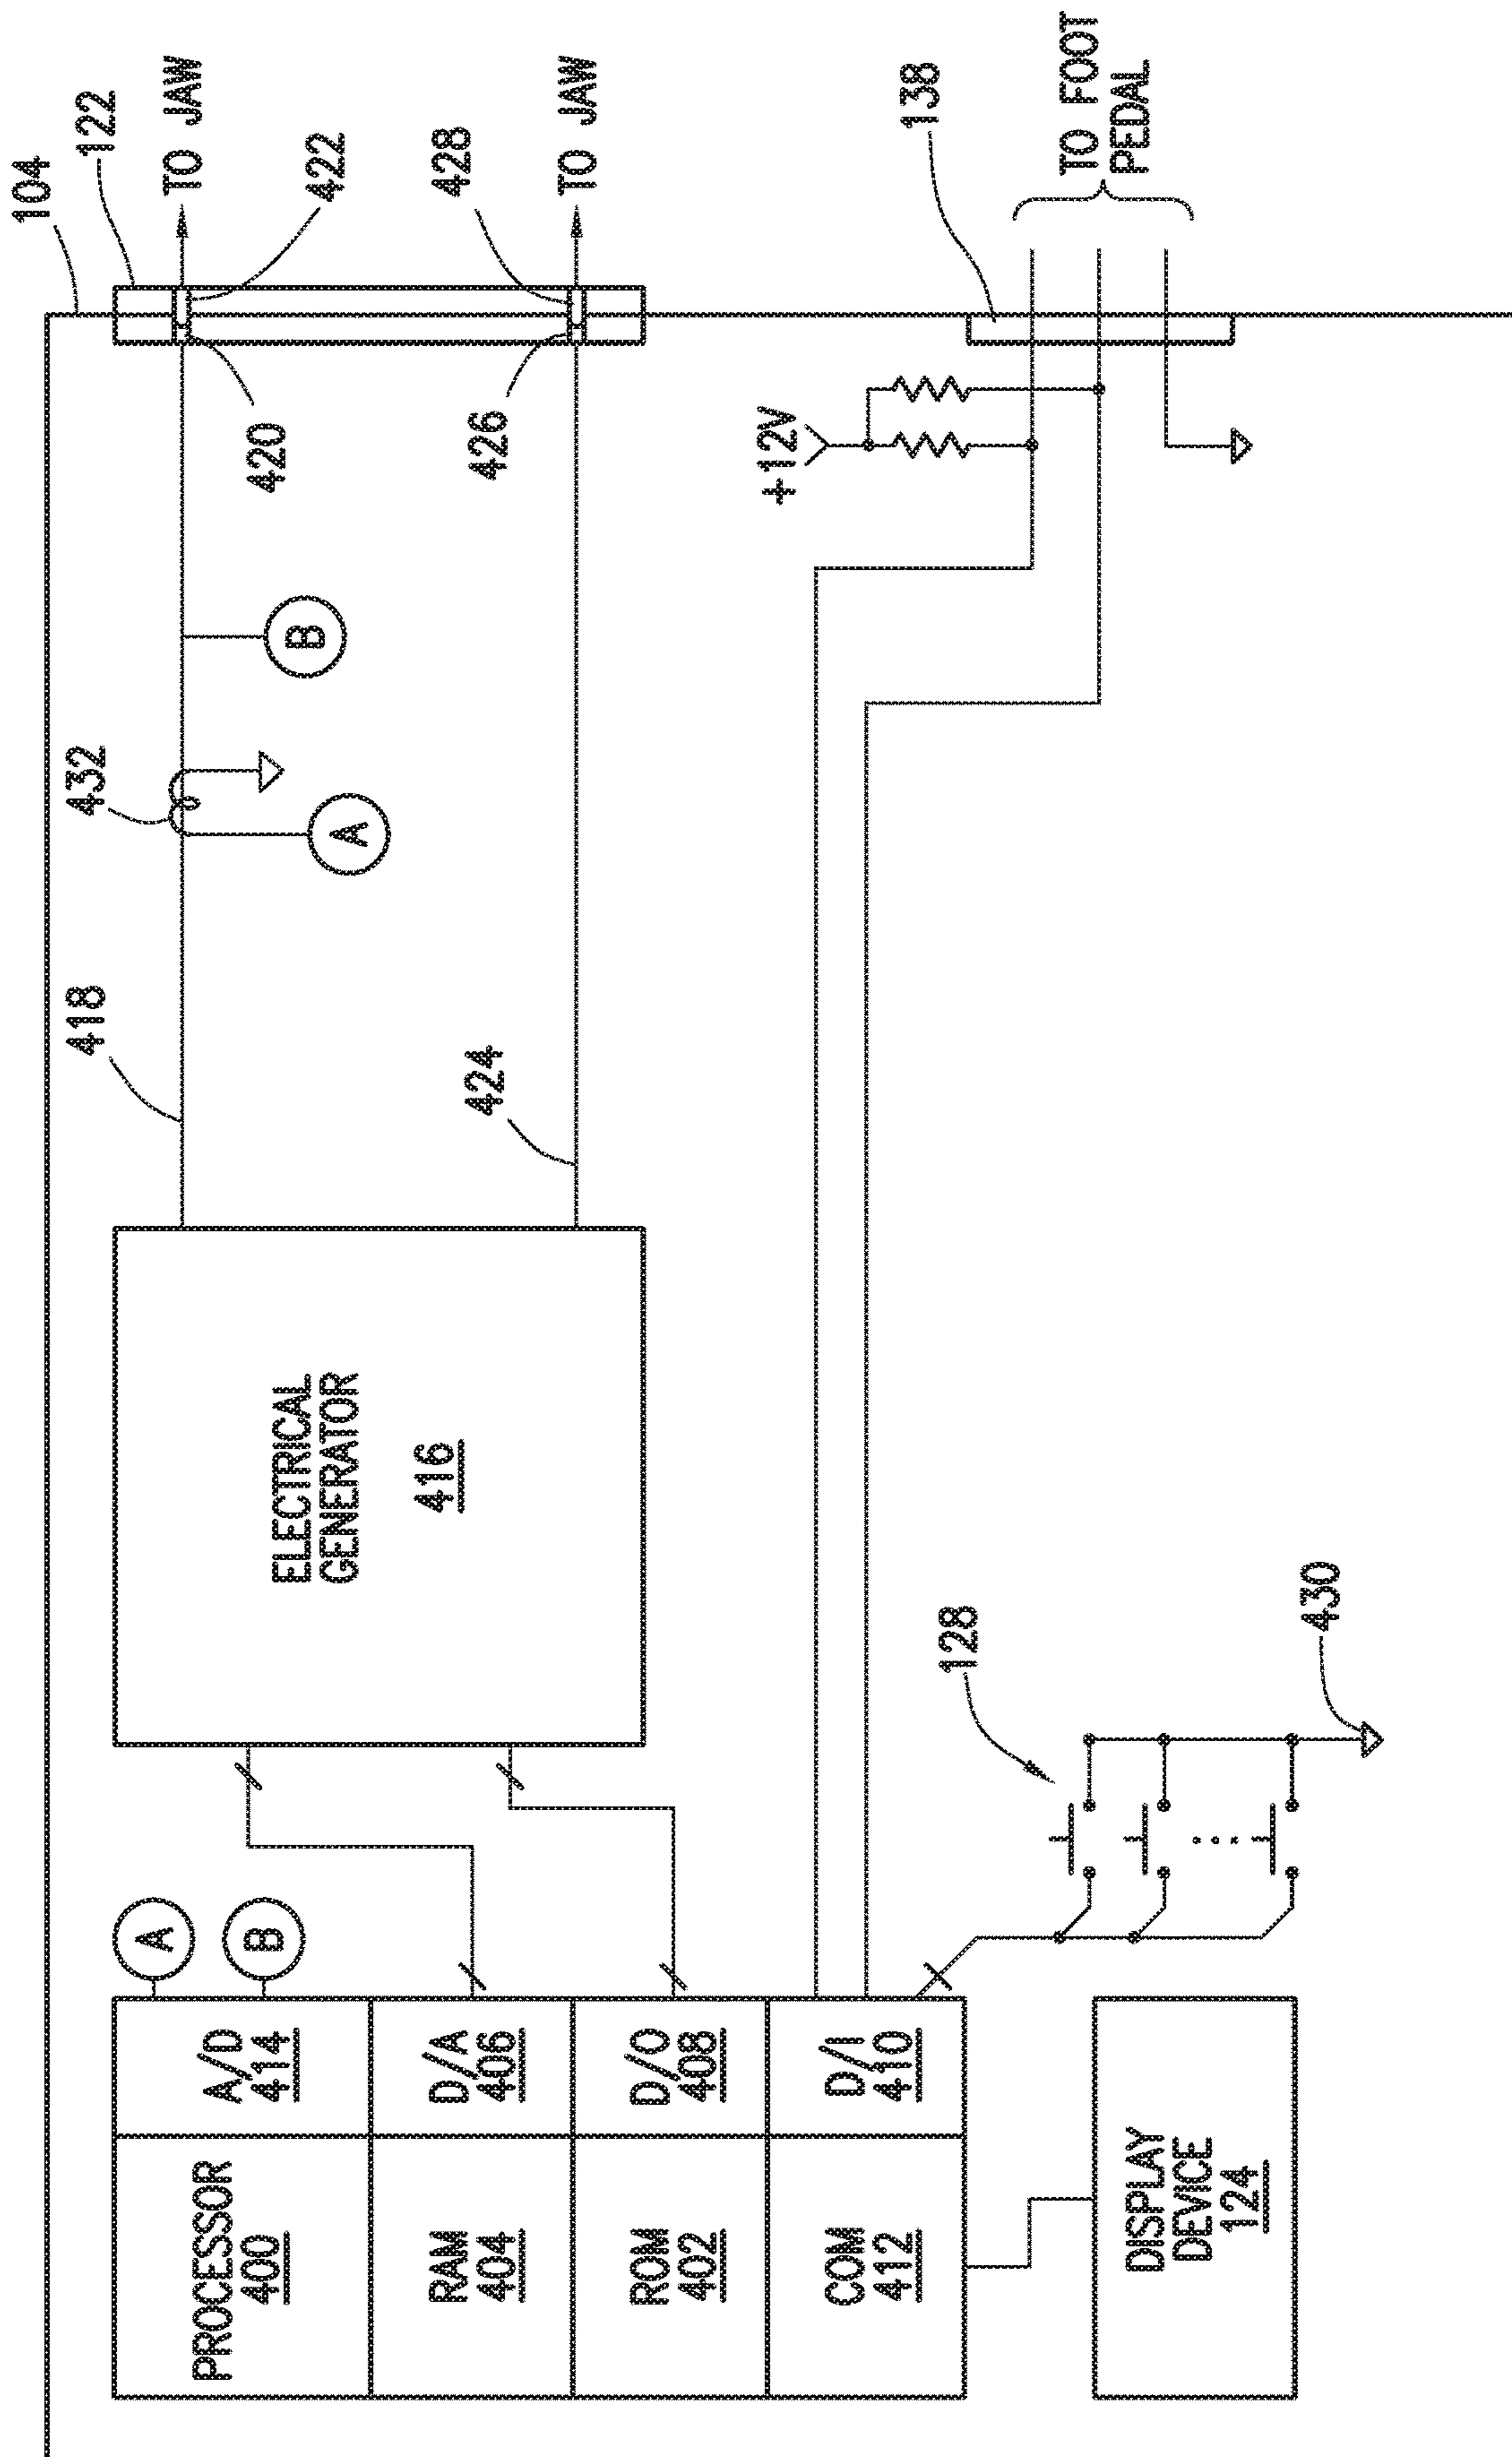 104
122
TO JAW
422
428
TO JAW
138
TO FOOT
PEDAL
420
426
+12V
B
432
A
418
424
ELECTRICAL
GENERATOR
416
128
430
A
B
PROCESSOR
400
A/D
414
RAM
404
D/A
406
ROM
402
D/O
408
COM
412
D/I
410
DISPLAY
DEVICE
124